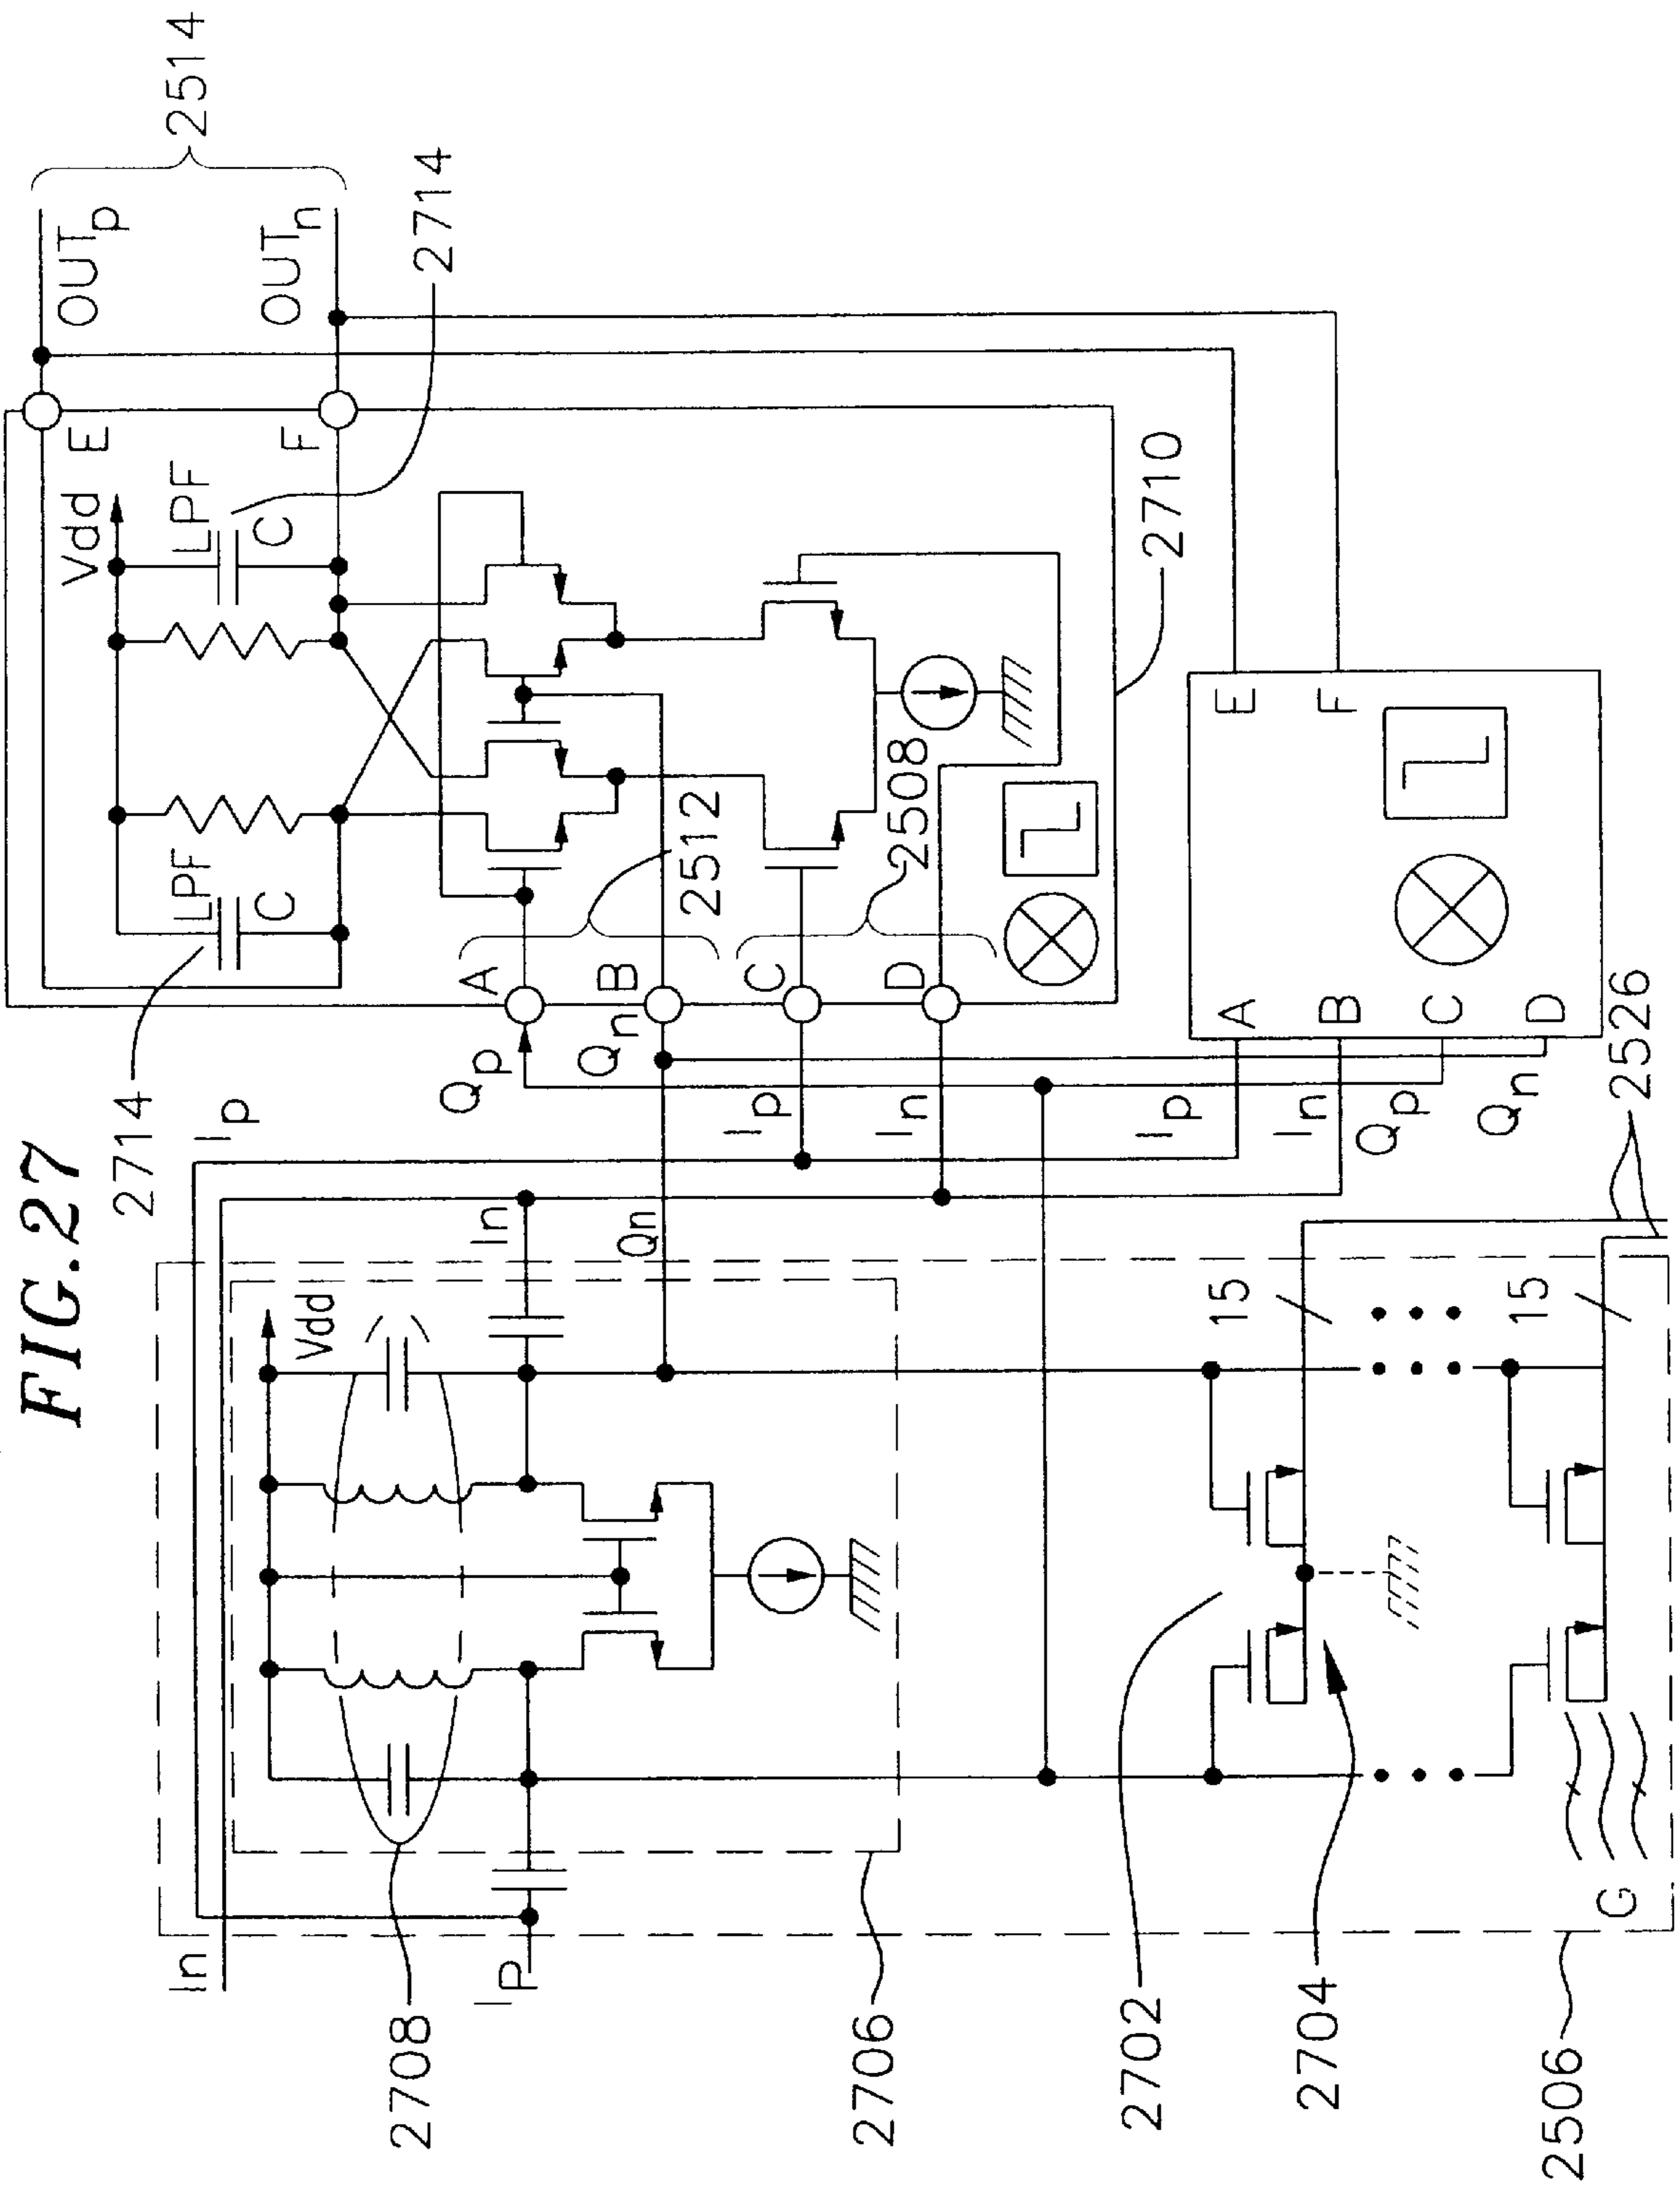 FIG.27
2514
OUTp
OUTn
2714
Vdd
LPF
C
E
F
LPF
C
2714
A
B
C
D
2512
2508
2710
Qp
Qn
Ip
In
Ip
In
Qn
Ip
In
Qp
Qn
A
B
C
D
E
F
2526
Vdd
15
15
In
IP
2708
2706
2702
2704
2506
G